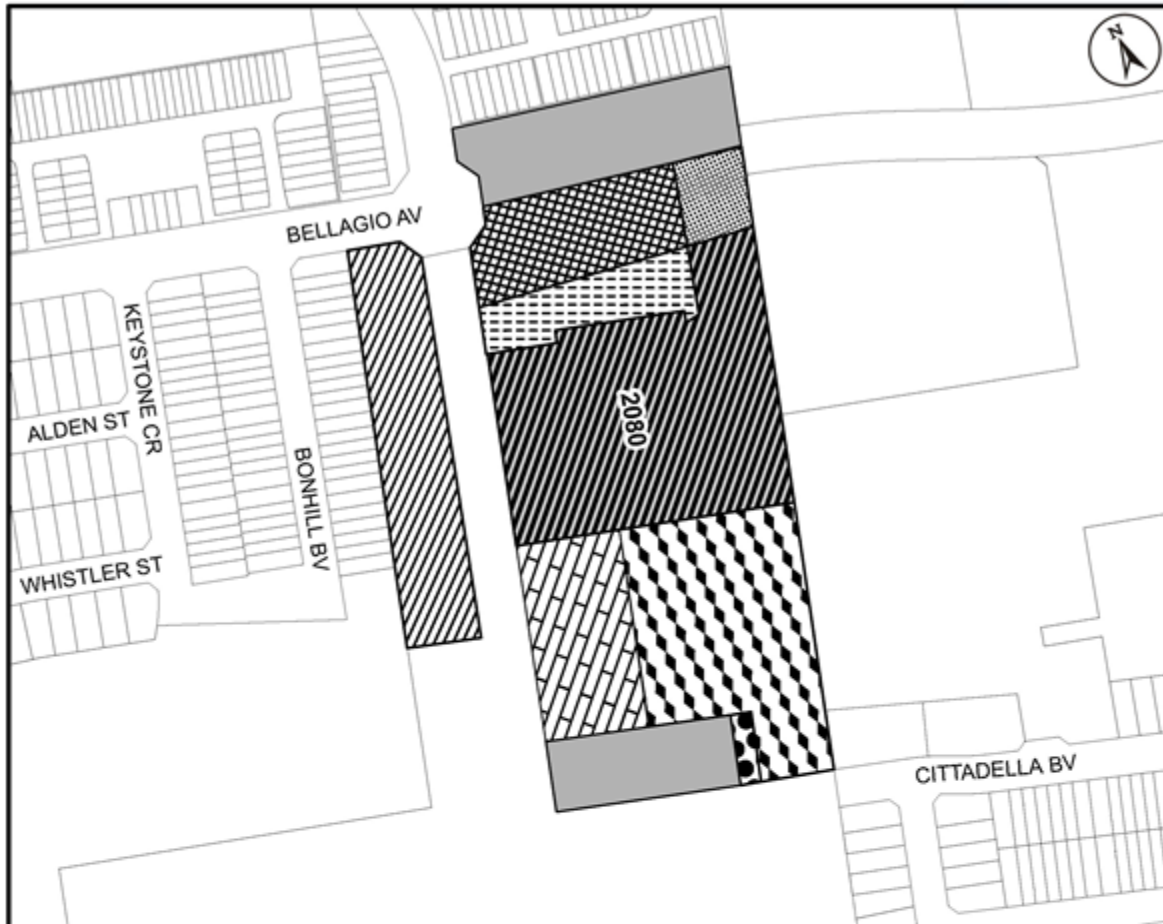 N
BELLAGIO AV
KEYSTONE CR
ALDEN ST
2080
BONHILL BV
WHISTLER ST
CITTADELLA BV